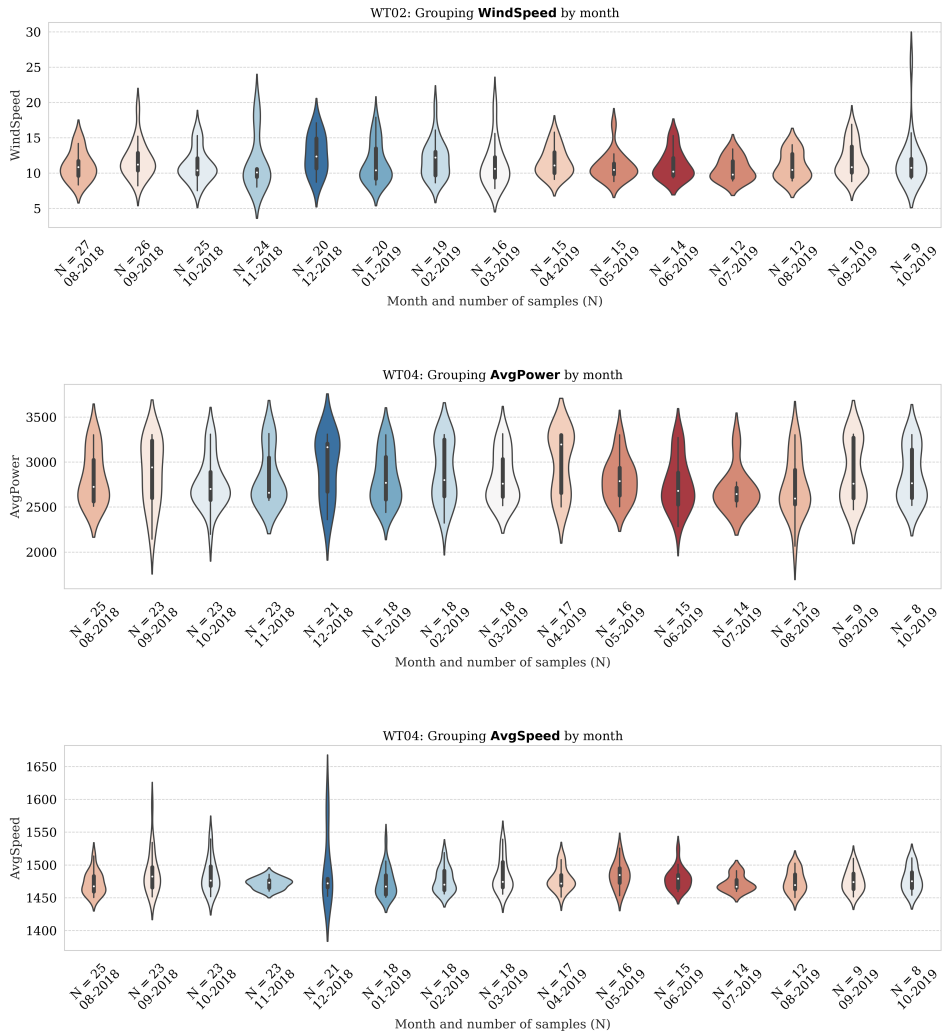 WT02: Grouping WindSpeed by month
30
25
20
15
10
5
WindSpeed
N = 27
08-2018
N = 26
09-2018
N = 25
10-2018
N = 24
11-2018
N = 20
12-2018
N = 20
01-2019
N = 19
02-2019
N = 16
03-2019
N = 15
04-2019
N = 15
05-2019
N = 14
06-2019
N = 12
07-2019
N = 12
08-2019
N = 10
09-2019
N = 9
10-2019
Month and number of samples (N)
WT04: Grouping AvgPower by month
3500
3000
2500
2000
AvgPower
N = 25
08-2018
N = 23
09-2018
N = 23
10-2018
N = 23
11-2018
N = 21
12-2018
N = 18
01-2019
N = 18
02-2019
N = 18
03-2019
N = 17
04-2019
N = 16
05-2019
N = 15
06-2019
N = 14
07-2019
N = 12
08-2019
N = 9
09-2019
N = 8
10-2019
Month and number of samples (N)
WT04: Grouping AvgSpeed by month
1650
1600
1550
1500
1450
1400
AvgSpeed
N = 25
08-2018
N = 23
09-2018
N = 23
10-2018
N = 23
11-2018
N = 21
12-2018
N = 18
01-2019
N = 18
02-2019
N = 18
03-2019
N = 17
04-2019
N = 16
05-2019
N = 15
06-2019
N = 14
07-2019
N = 12
08-2019
N = 9
09-2019
N = 8
10-2019
Month and number of samples (N)